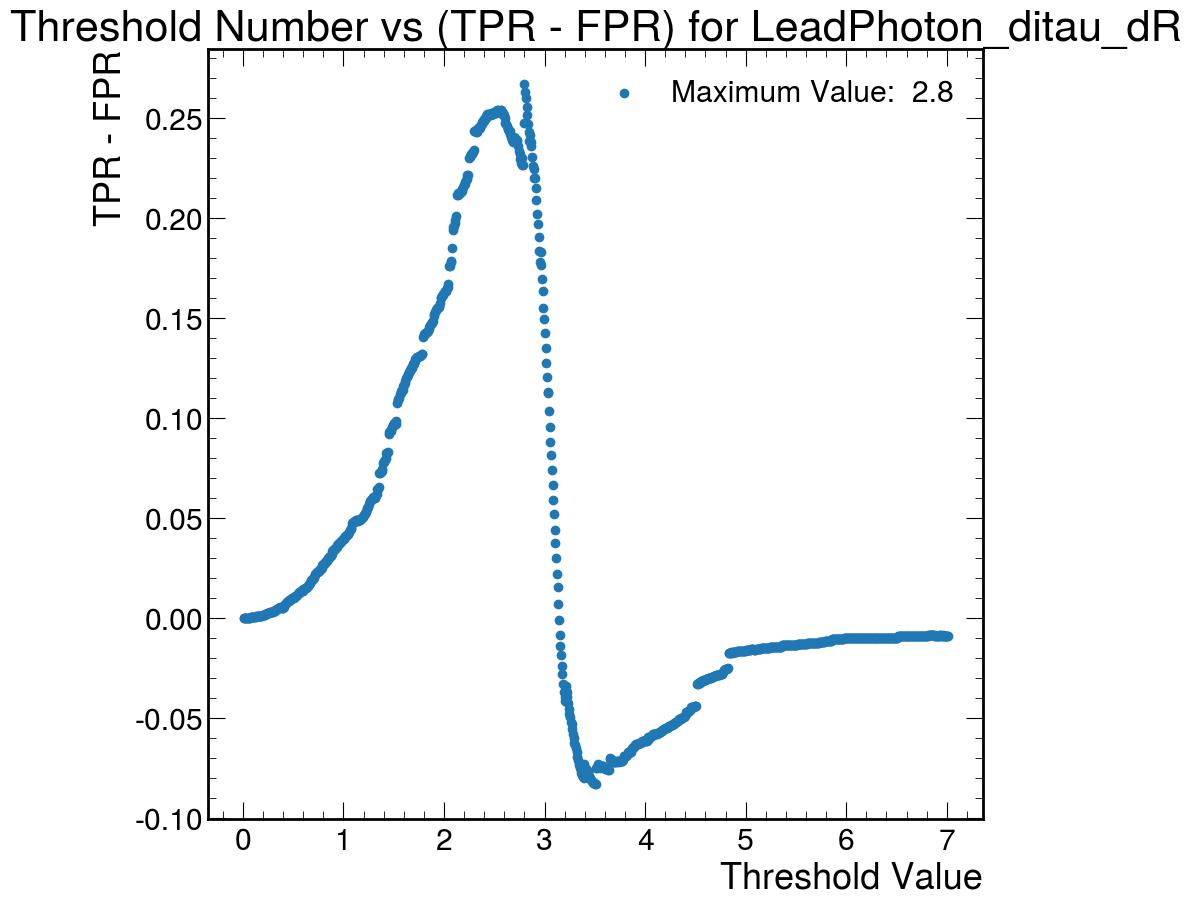 Threshold Number vs (TPR - FPR) for LeadPhoton_ditau_dR
TPR - FPR
Maximum Value: 2.8
0.25
0.20
0.15
0.10
0.05
0.00
-0.05
-0.10
0 1 2 3 4 5 6 7
Threshold Value